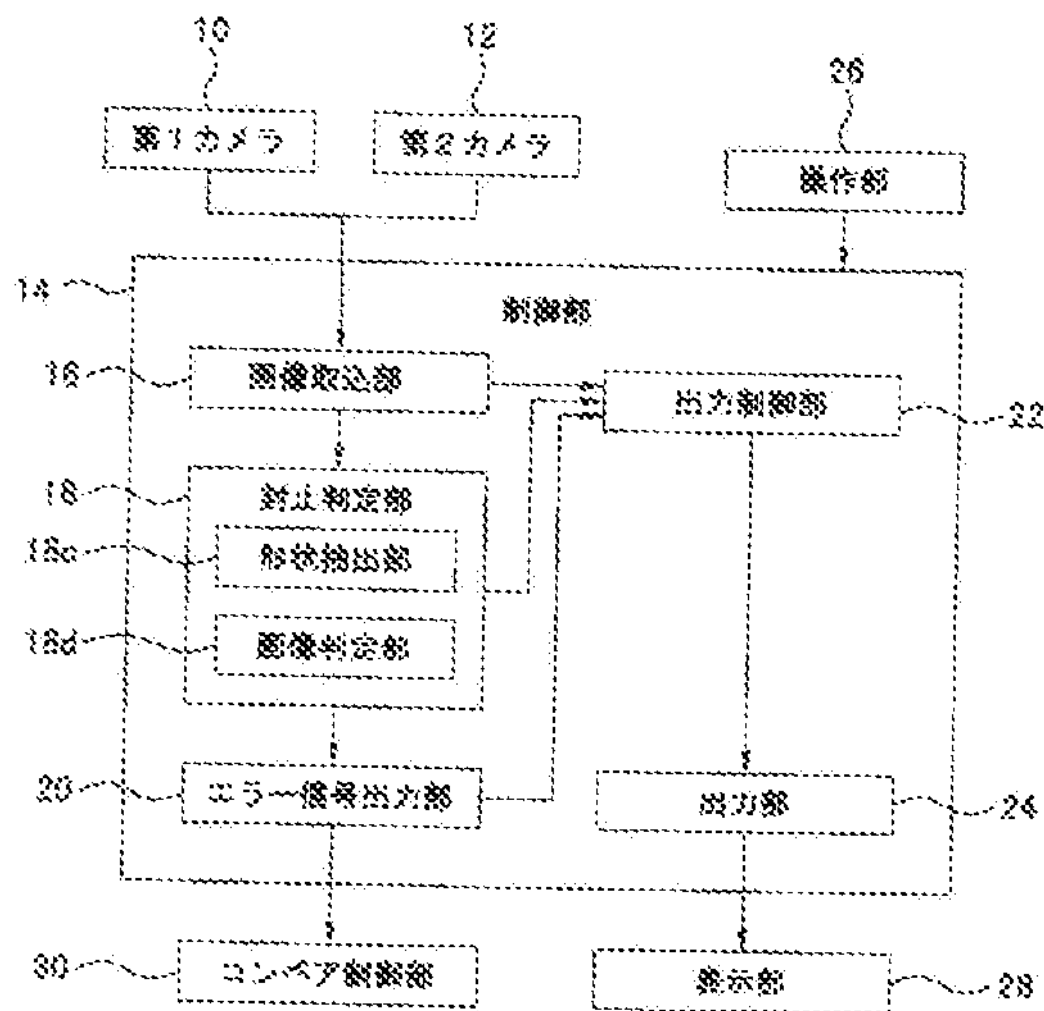 10
12
26
第1カメラ
第2カメラ
操作部
14
制御部
16
画像取込部
出力制御部
22
18
封止判定部
18c
形状抽出部
18d
画像判定部
20
エラー信号出力部
出力部
24
30
コンベア制御部
表示部
28